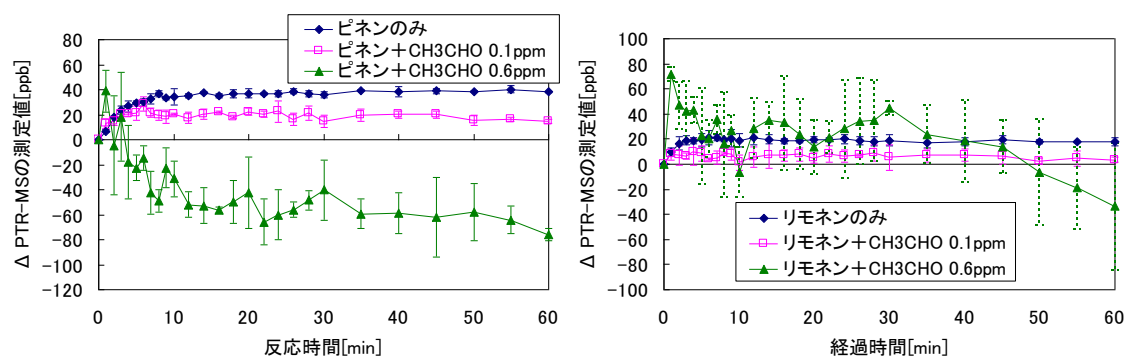 Δ PTR-MSの測定値[ppb]
80
60
40
20
0
-20
-40
-60
-80
-100
-120
ピネンのみ
ピネン+CH3CHO 0.1ppm
ピネン+CH3CHO 0.6ppm
0 10 20 30 40 50 60
反応時間[min]
Δ PTR-MSの測定値[ppb]
100
80
60
40
20
0
-20
-40
-60
-80
-100
リモネンのみ
リモネン+CH3CHO 0.1ppm
リモネン+CH3CHO 0.6ppm
0 10 20 30 40 50 60
経過時間[min]